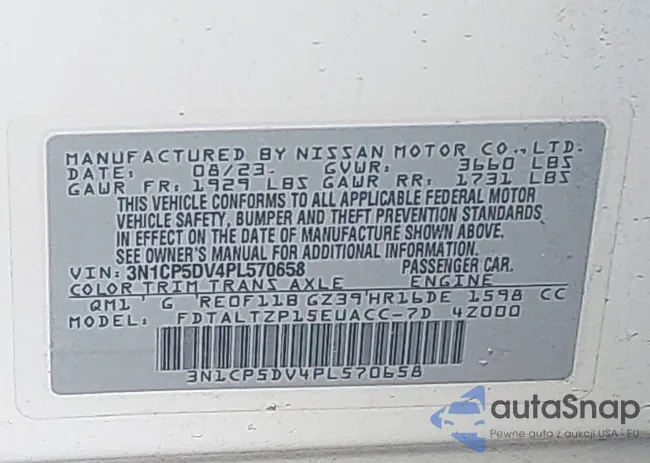 MANUFACTURED BY NISSAN MOTOR CO.,LTD.
DATE: 08/23 GVWR: 3660 LBS
GAWR FR: 1929 LBS GAWR RR: 1731 LBS
THIS VEHICLE CONFORMS TO ALL APPLICABLE FEDERAL MOTOR
VEHICLE SAFETY, BUMPER AND THEFT PREVENTION STANDARDS
IN EFFECT ON THE DATE OF MANUFACTURE SHOWN ABOVE.
SEE OWNER'S MANUAL FOR ADDITIONAL INFORMATION.
VIN: 3N1CP5DV4PL570658 PASSENGER CAR.
COLOR TRIM TRANS AXLE ENGINE
QM1 G RE0F11B GZ39 HR16DE 1598 CC
MODEL: FDTALTZP15EUACC-7D 4Z000
3N1CP5DV4PL570658
autaSnap
Pewne auta z aukcji USA i EU